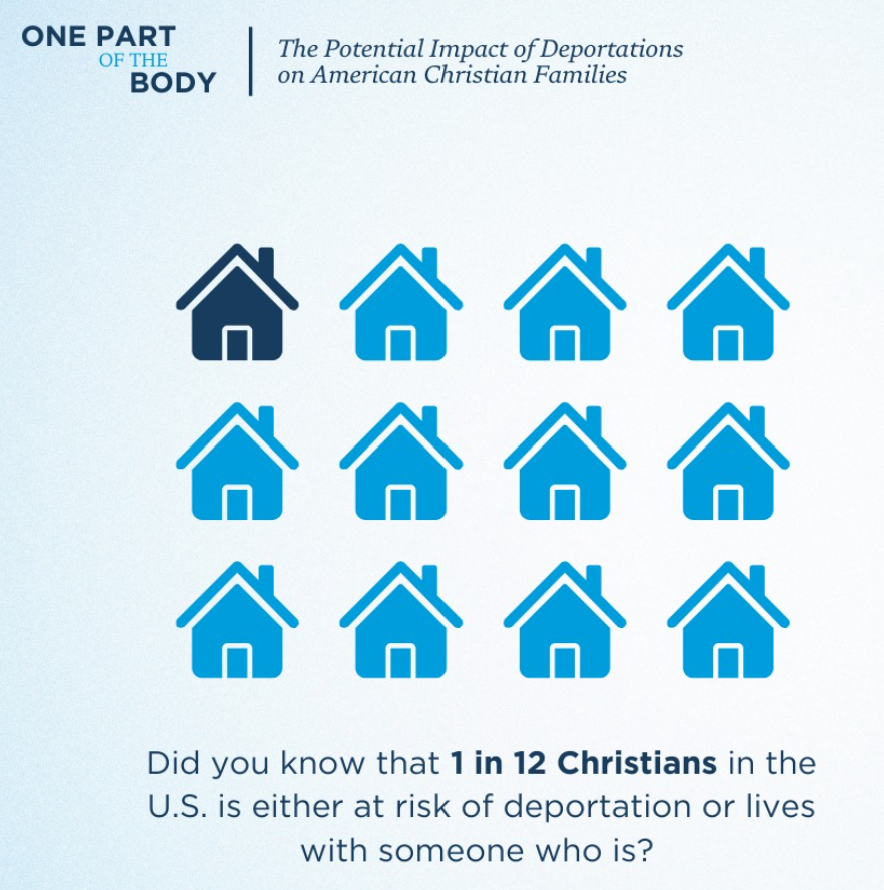 ONE PART
OF THE
BODY
The Potential Impact of Deportations
on American Christian Families
Did you know that 1 in 12 Christians in the
U.S. is either at risk of deportation or lives
with someone who is?